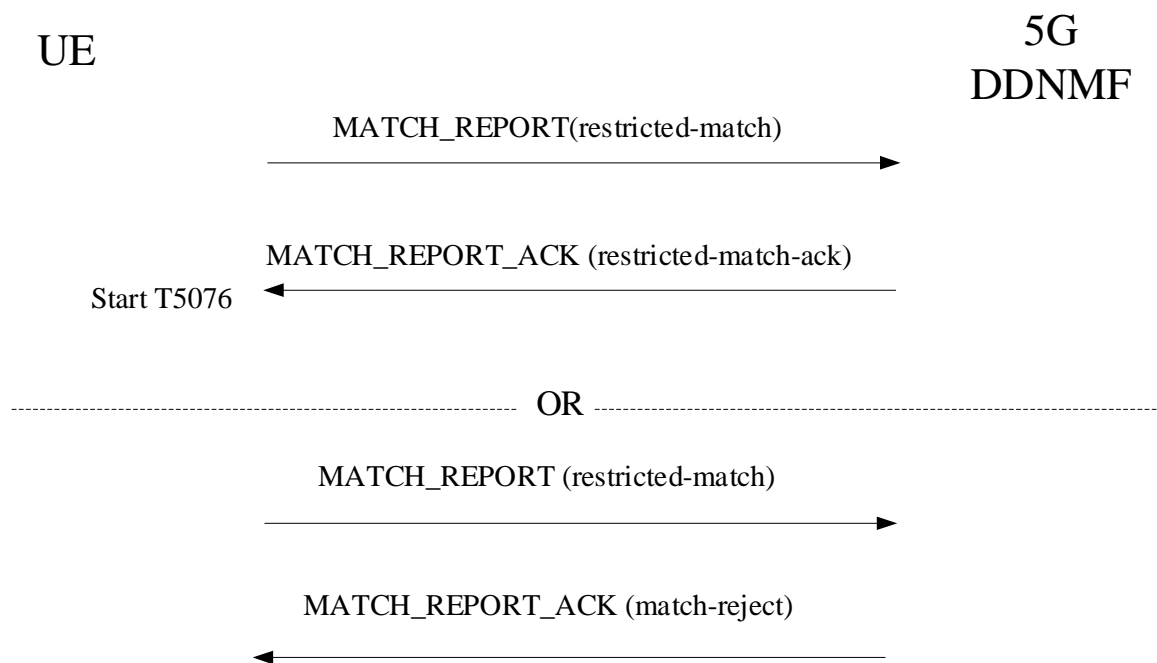 UE
5G
DDNMF
MATCH_REPORT(restricted-match)
MATCH_REPORT_ACK (restricted-match-ack)
Start T5076
OR
MATCH_REPORT (restricted-match)
MATCH_REPORT_ACK (match-reject)